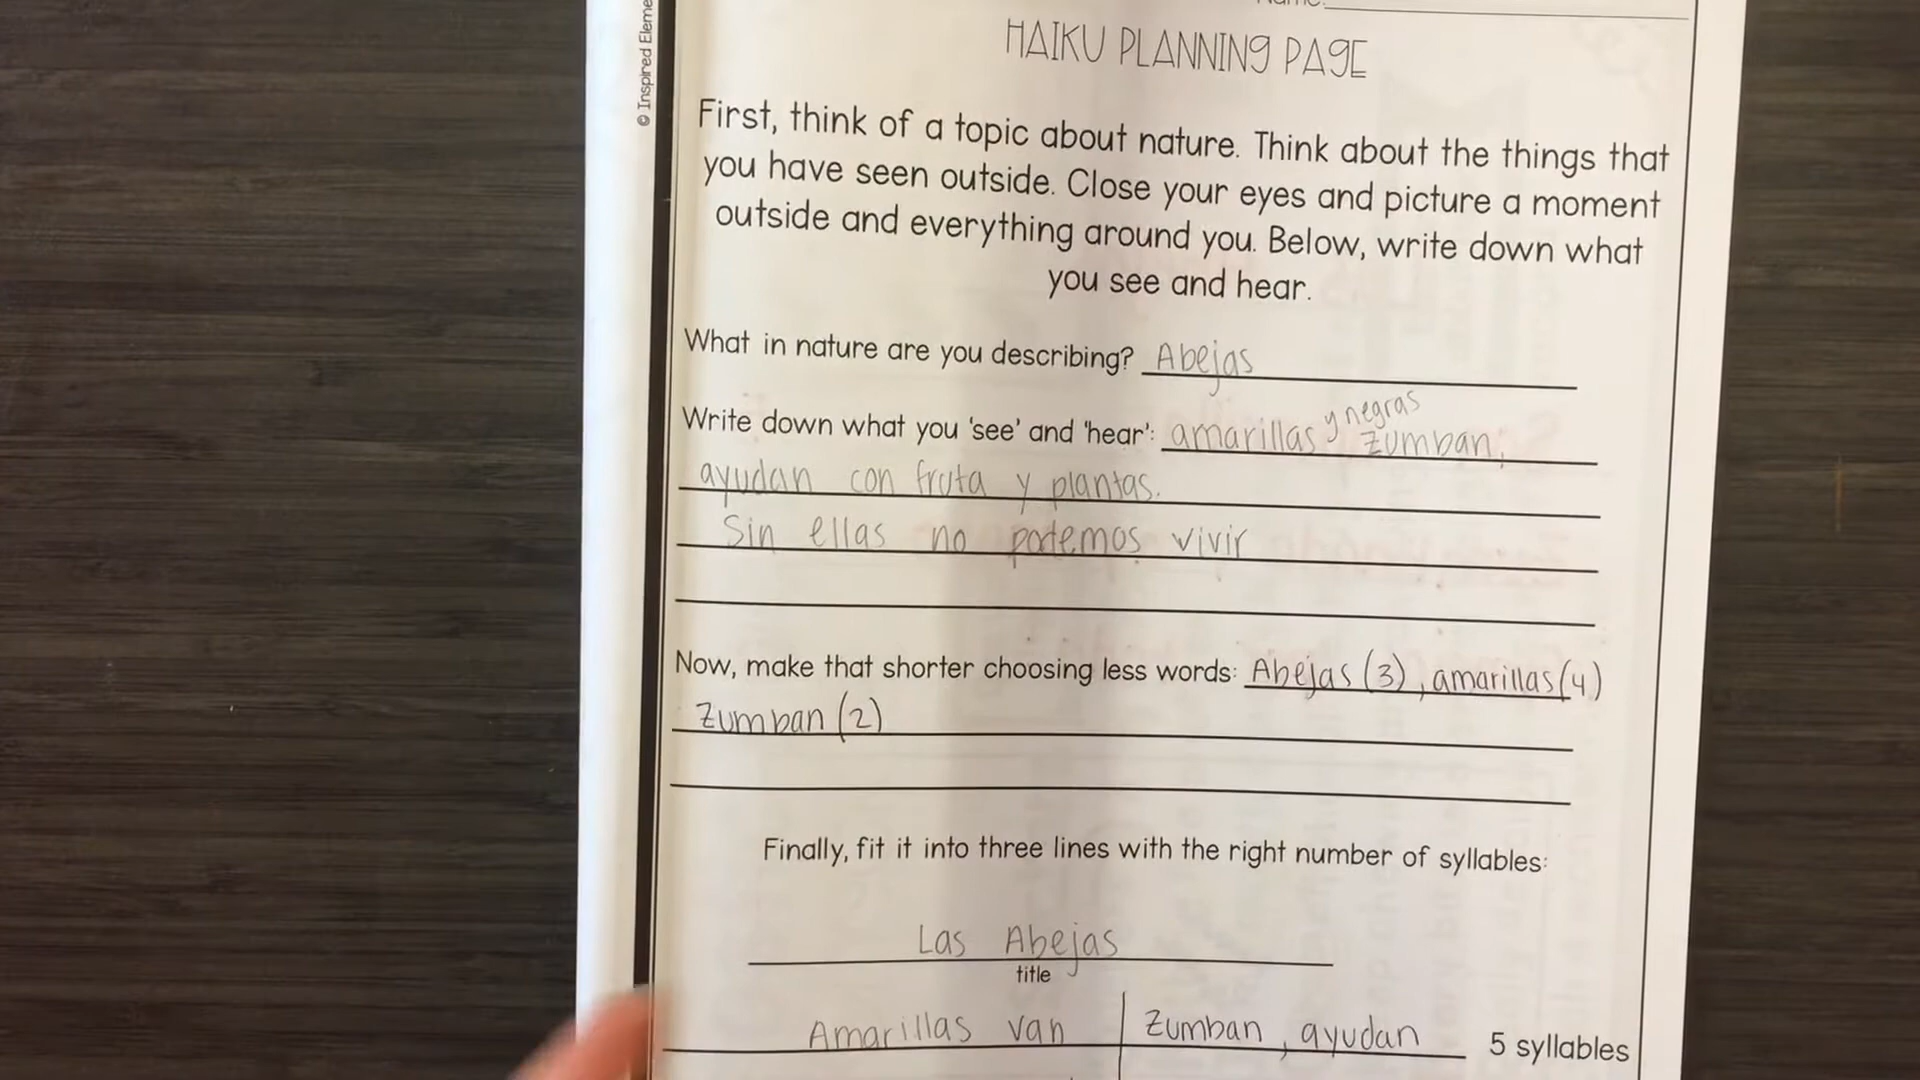 © Inspired Eleme
HAIKU PLANNING PAGE
First, think of a topic about nature. Think about the things that
you have seen outside. Close your eyes and picture a moment
outside and everything around you. Below, write down what
you see and hear.
What in nature are you describing? Abejas
Write down what you 'see' and 'hear': amarillas y negras zumban,
ayudan con fruta y plantas.
Sin ellas no podemos vivir
Now, make that shorter choosing less words: Abejas (3), amarillas (4)
Zumban (2)
Finally, fit it into three lines with the right number of syllables:
Las Abejas
title
Amarillas van | Zumban, ayudan 5 syllables